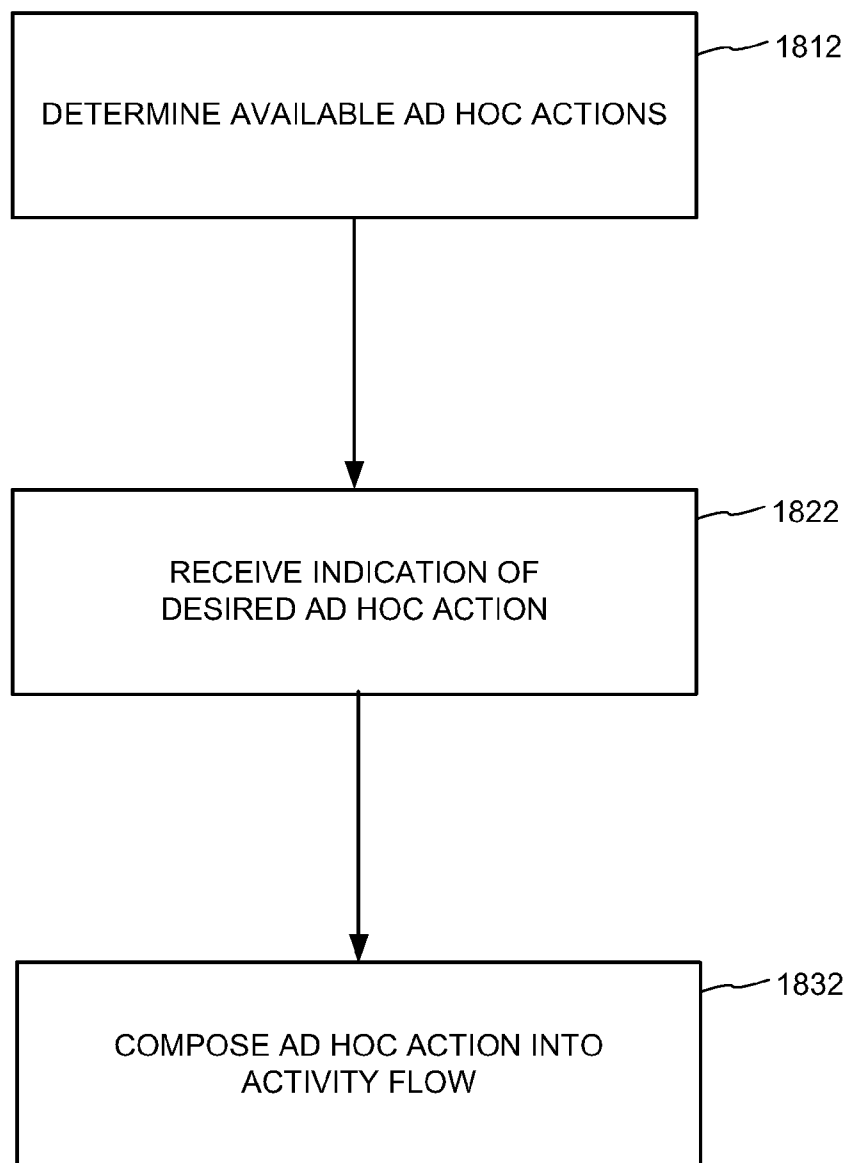 1812
DETERMINE AVAILABLE AD HOC ACTIONS
1822
RECEIVE INDICATION OF
DESIRED AD HOC ACTION
1832
COMPOSE AD HOC ACTION INTO
ACTIVITY FLOW